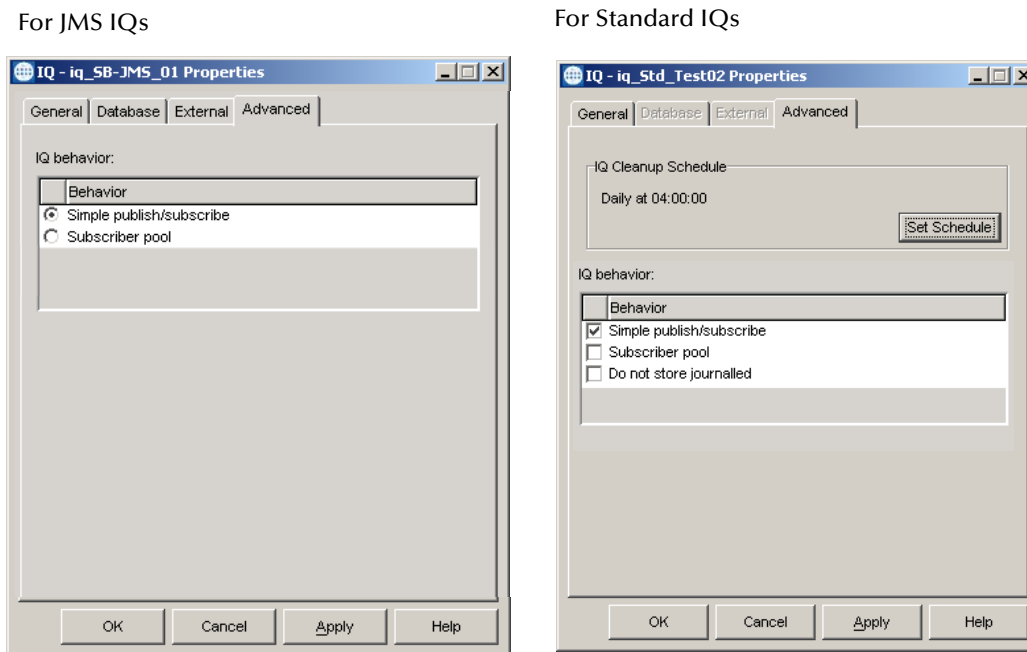 For JMS IQs
IQ - iq_SB-JMS_01 Properties
General Database External Advanced
IQ behavior:
Behavior
Simple publish/subscribe
Subscriber pool
OK Cancel Apply Help
For Standard IQs
IQ - iq_Std_Test02 Properties
General Database External Advanced
IQ Cleanup Schedule
Daily at 04:00:00
Set Schedule
IQ behavior:
Behavior
Simple publish/subscribe
Subscriber pool
Do not store journalled
OK Cancel Apply Help